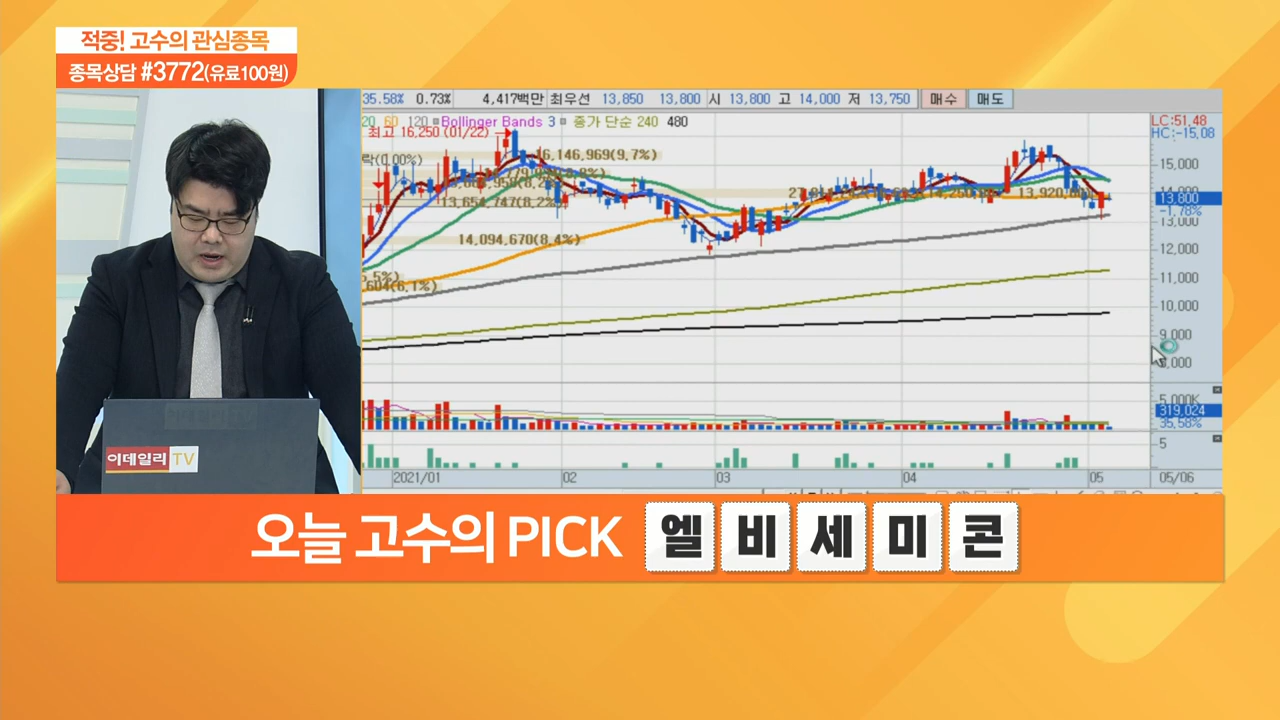 적중! 고수의 관심종목
종목상담 #3772(유료100원)
35.58% 0.73% 4,417백만 최우선 13,850 13,800 시 13,800 고 14,000 저 13,750 매수 매도
20 60 120 Bollinger Bands 3 종가 단순 240 480
LC:51.48
HC:-15.08
최고 16,250 (01/22)
락(0.00%)
16,146,969(9.7%)
13,654,747(8.2%)
14,094,670(8.4%)
15,000
14,000
13,800
-1.78%
13,000
12,000
11,000
10,000
9,000
8,000
5,000K
319,024
35.58%
5
2021/01 02 03 04 05 05/06
이데일리 TV
오늘 고수의 PICK 엘비세미콘